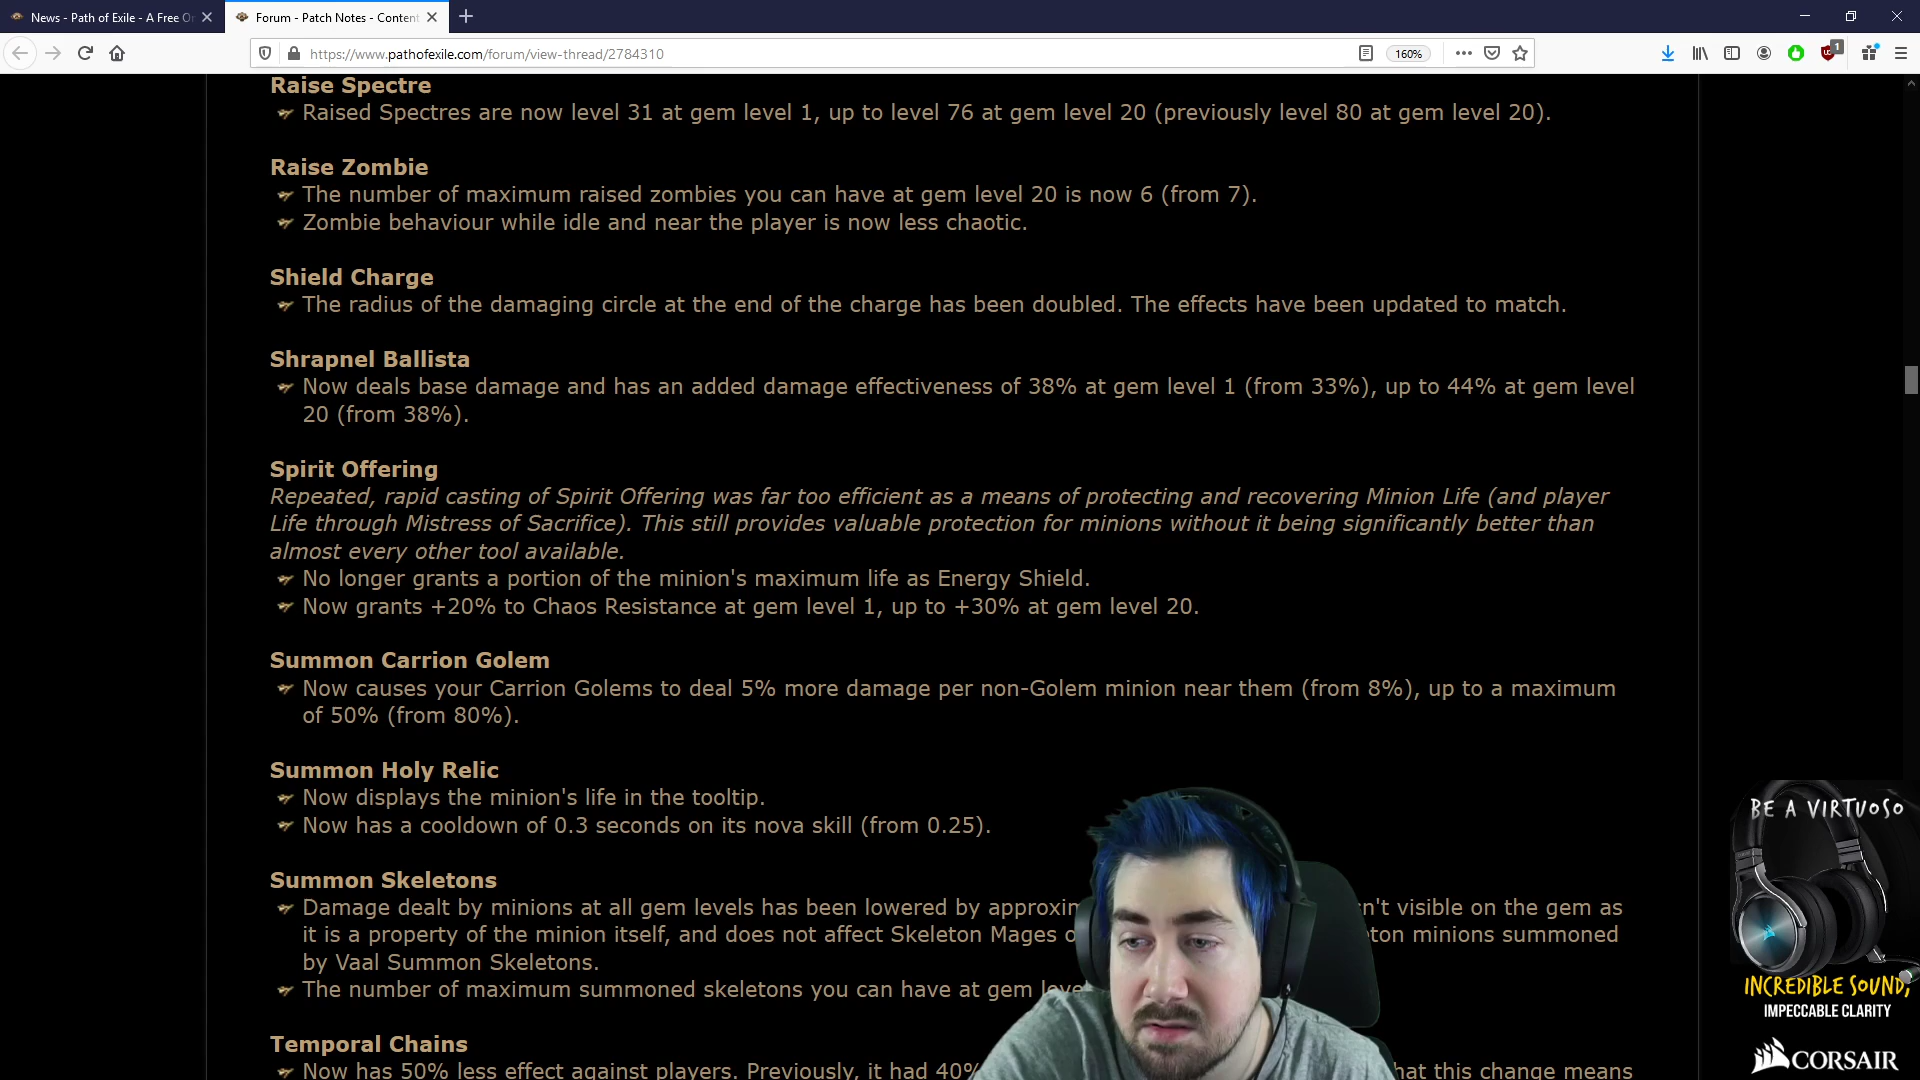 News - Path of Exile - A Free O
Forum - Patch Notes - Content
https://www.pathofexile.com/forum/view-thread/2784310
160%
1
Raise Spectre
Raised Spectres are now level 31 at gem level 1, up to level 76 at gem level 20 (previously level 80 at gem level 20).
Raise Zombie
The number of maximum raised zombies you can have at gem level 20 is now 6 (from 7).
Zombie behaviour while idle and near the player is now less chaotic.
Shield Charge
The radius of the damaging circle at the end of the charge has been doubled. The effects have been updated to match.
Shrapnel Ballista
Now deals base damage and has an added damage effectiveness of 38% at gem level 1 (from 33%), up to 44% at gem level
20 (from 38%).
Spirit Offering
Repeated, rapid casting of Spirit Offering was far too efficient as a means of protecting and recovering Minion Life (and player
Life through Mistress of Sacrifice). This still provides valuable protection for minions without it being significantly better than
almost every other tool available.
No longer grants a portion of the minion's maximum life as Energy Shield.
Now grants +20% to Chaos Resistance at gem level 1, up to +30% at gem level 20.
Summon Carrion Golem
Now causes your Carrion Golems to deal 5% more damage per non-Golem minion near them (from 8%), up to a maximum
of 50% (from 80%).
Summon Holy Relic
Now displays the minion's life in the tooltip.
Now has a cooldown of 0.3 seconds on its nova skill (from 0.25).
Summon Skeletons
Damage dealt by minions at all gem levels has been lowered by approxim n't visible on the gem as
it is a property of the minion itself, and does not affect Skeleton Mages o ton minions summoned
by Vaal Summon Skeletons.
The number of maximum summoned skeletons you can have at gem leve
Temporal Chains
Now has 50% less effect against players. Previously, it had 40% hat this change means
BE A VIRTUOSO
INCREDIBLE SOUND,
IMPECCABLE CLARITY
CORSAIR